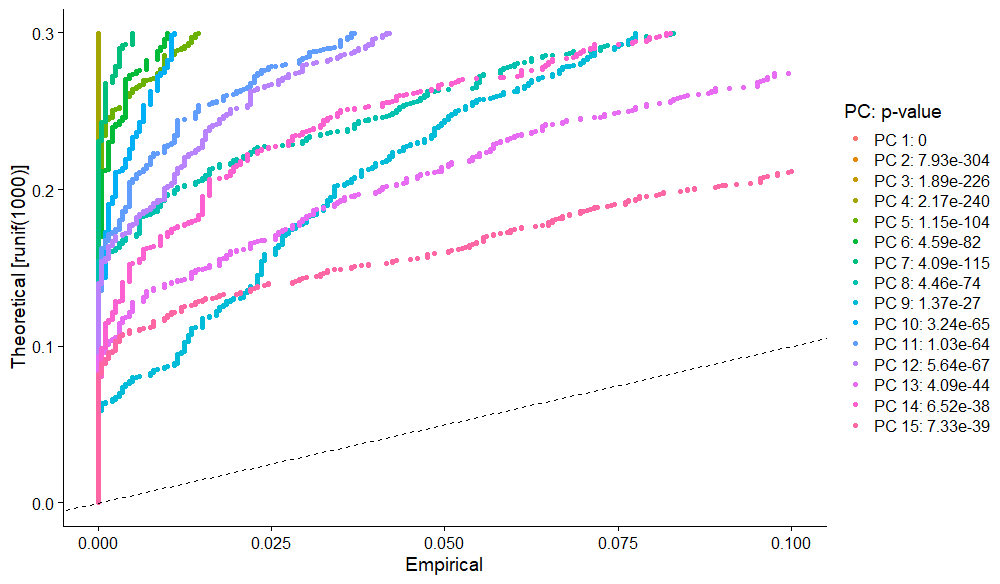 0.3
0.2
0.1
0.0
Theoretical [runif(1000)]
0.000
0.025
0.050
0.075
0.100
Empirical
PC: p-value
PC 1: 0
PC 2: 7.93e-304
PC 3: 1.89e-226
PC 4: 2.17e-240
PC 5: 1.15e-104
PC 6: 4.59e-82
PC 7: 4.09e-115
PC 8: 4.46e-74
PC 9: 1.37e-27
PC 10: 3.24e-65
PC 11: 1.03e-64
PC 12: 5.64e-67
PC 13: 4.09e-44
PC 14: 6.52e-38
PC 15: 7.33e-39